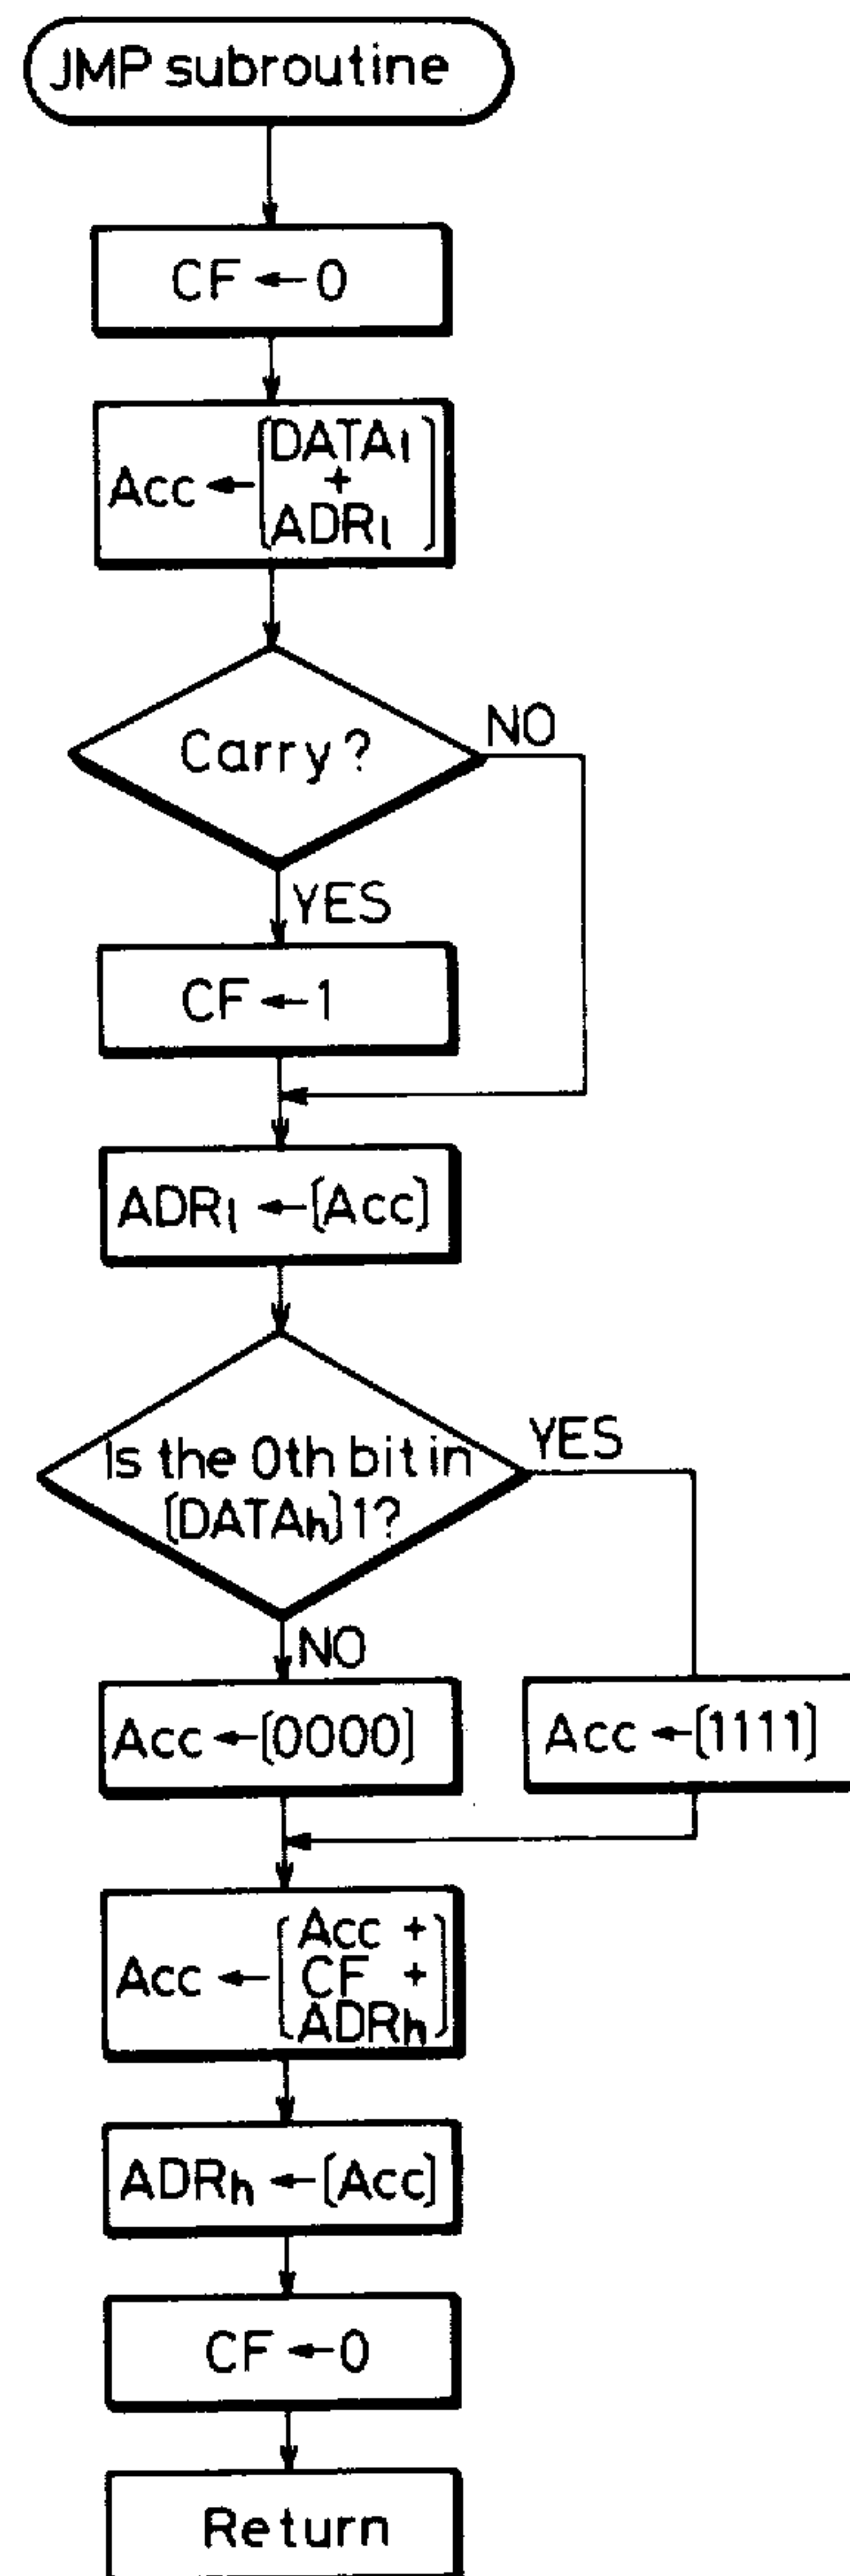 JMP subroutine
CF ← 0
Acc ← [DATAl
+
ADRl]
Carry?
NO
YES
CF ← 1
ADRl ← [Acc]
Is the 0th bit in
[DATAh] 1?
YES
NO
Acc ← [0000]
Acc ← [1111]
Acc ← [Acc +
CF +
ADRh]
ADRh ← [Acc]
CF ← 0
Return